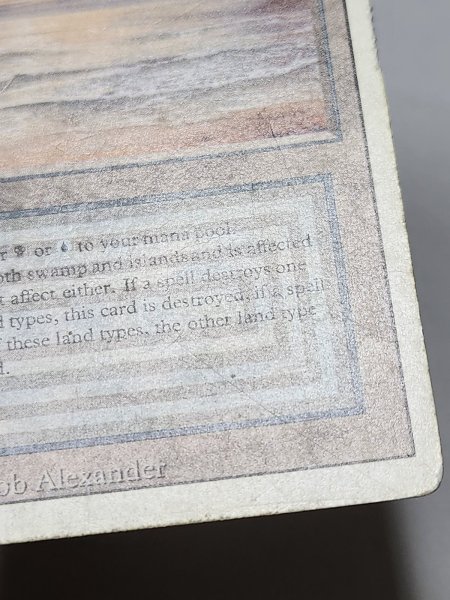 or to your mana pool.
both swamp and islands and is affected
t affect either. If a spell destroys one
d types, this card is destroyed, if a spell
f these land types, the other land type
d.
ob Alexander